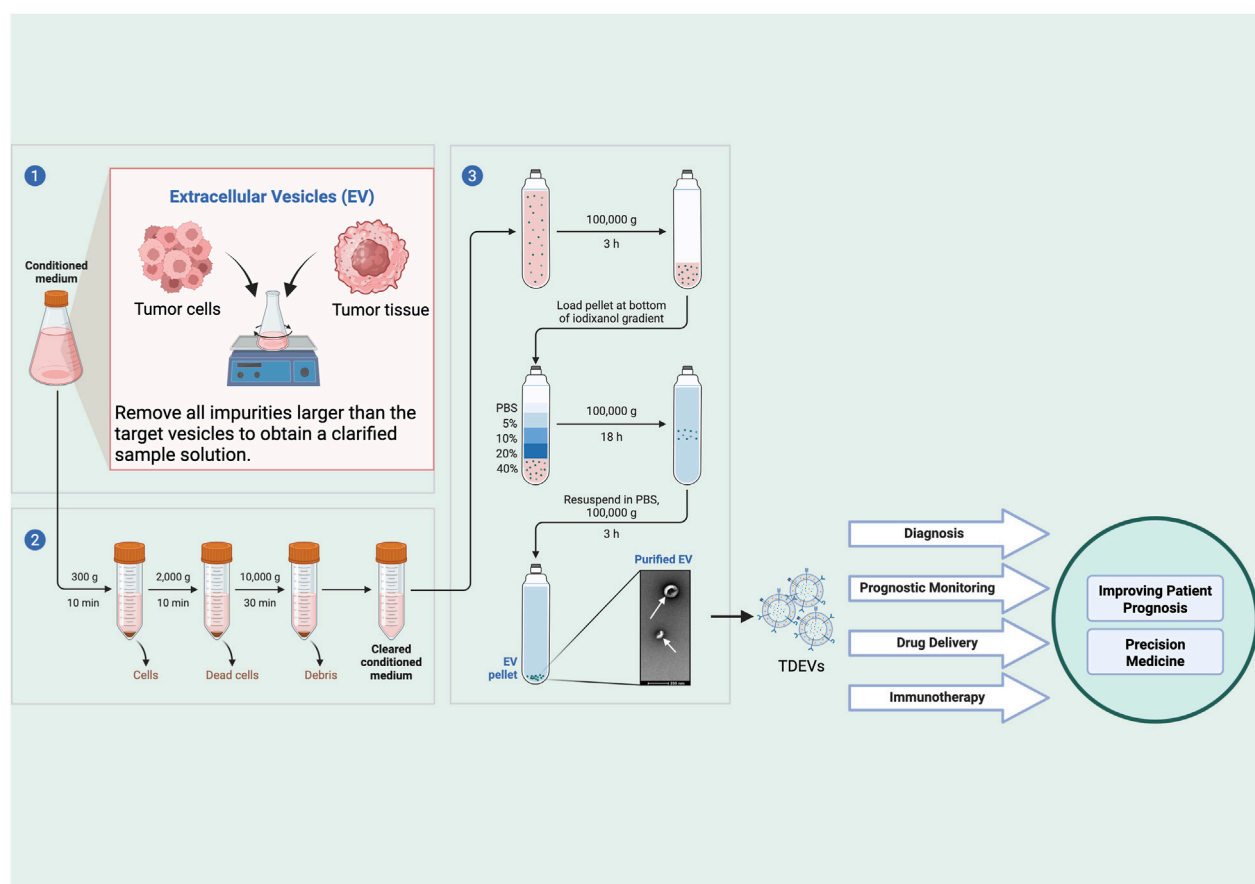 1
Extracellular Vesicles (EV)
Conditioned
medium
Tumor cells
Tumor tissue
Remove all impurities larger than the
target vesicles to obtain a clarified
sample solution.
2
300 g
10 min
2,000 g
10 min
10,000 g
30 min
Cells
Dead cells
Debris
Cleared
conditioned
medium
3
100,000 g
3 h
Load pellet at bottom
of iodixanol gradient
PBS
5%
10%
20%
40%
100,000 g
18 h
Resuspend in PBS,
100,000 g
3 h
Purified EV
EV
pellet
TDEVs
Diagnosis
Prognostic Monitoring
Drug Delivery
Immunotherapy
Improving Patient
Prognosis
Precision
Medicine